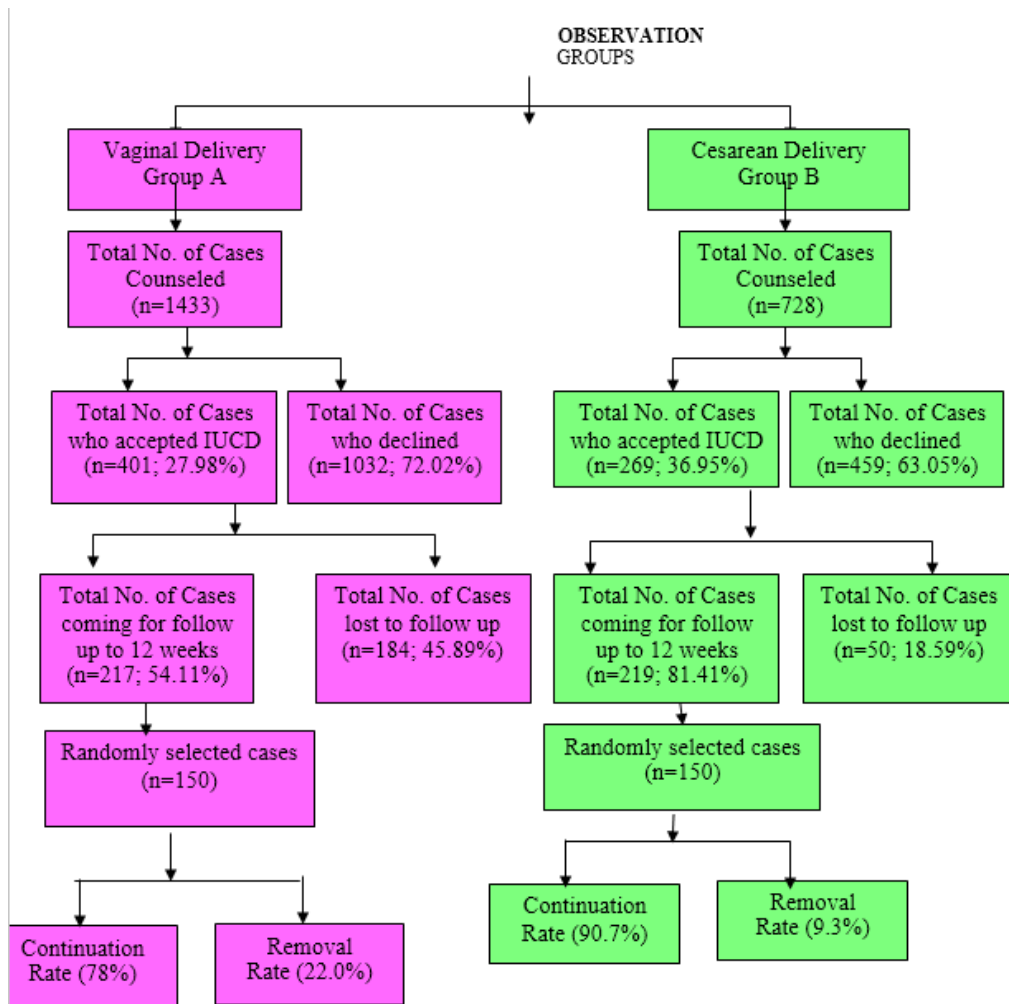 OBSERVATION
GROUPS
Vaginal Delivery
Group A
Total No. of Cases
Counseled
(n=1433)
Total No. of Cases
who accepted IUCD
(n=401; 27.98%)
Total No. of Cases
who declined
(n=1032; 72.02%)
Total No. of Cases
coming for follow
up to 12 weeks
(n=217; 54.11%)
Total No. of Cases
lost to follow up
(n=184; 45.89%)
Randomly selected cases
(n=150)
Continuation
Rate (78%)
Removal
Rate (22.0%)
Cesarean Delivery
Group B
Total No. of Cases
Counseled
(n=728)
Total No. of Cases
who accepted IUCD
(n=269; 36.95%)
Total No. of Cases
who declined
(n=459; 63.05%)
Total No. of Cases
coming for follow
up to 12 weeks
(n=219; 81.41%)
Total No. of Cases
lost to follow up
(n=50; 18.59%)
Randomly selected cases
(n=150)
Continuation
Rate (90.7%)
Removal
Rate (9.3%)